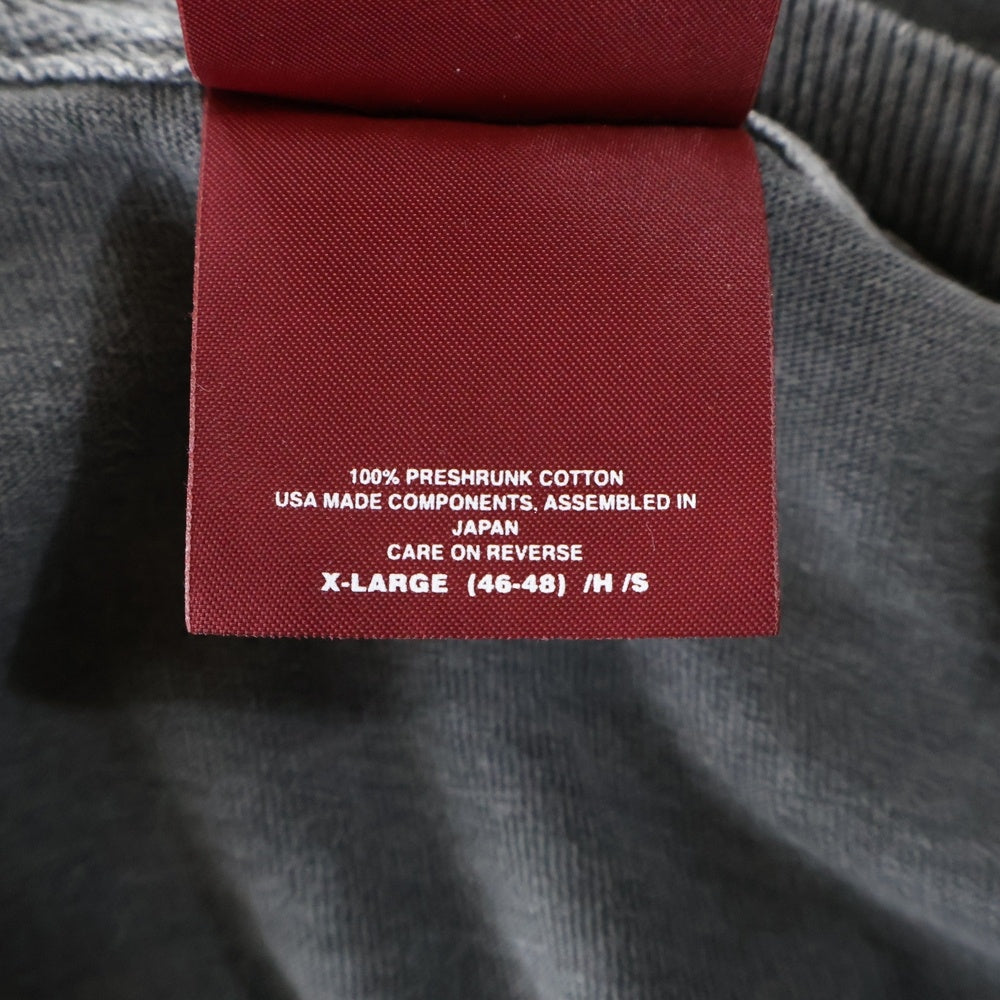 100% PRESHRUNK COTTON
USA MADE COMPONENTS, ASSEMBLED IN
JAPAN
CARE ON REVERSE
X-LARGE (46-48) /H /S